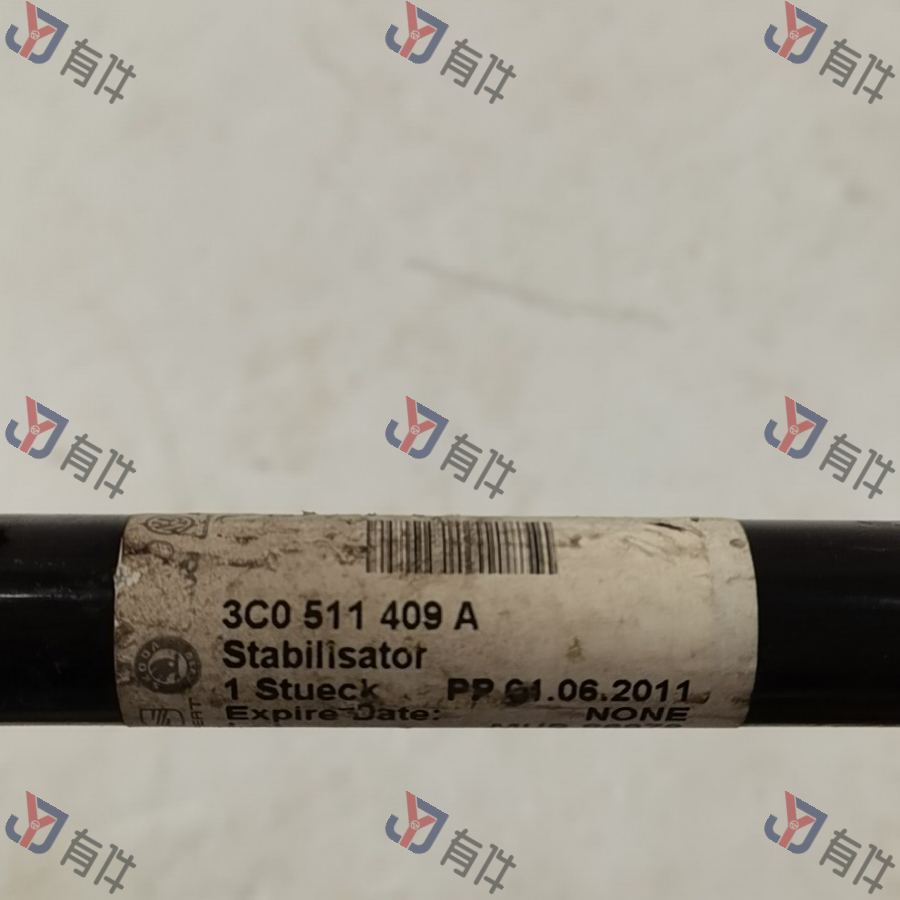 有件 有件 有件
有件 有件 有件
3C0 511 409 A
ŠKODA
Stabilisator
1 Stueck PP 01.06.2011
Expire Date: NONE
有件 有件 有件